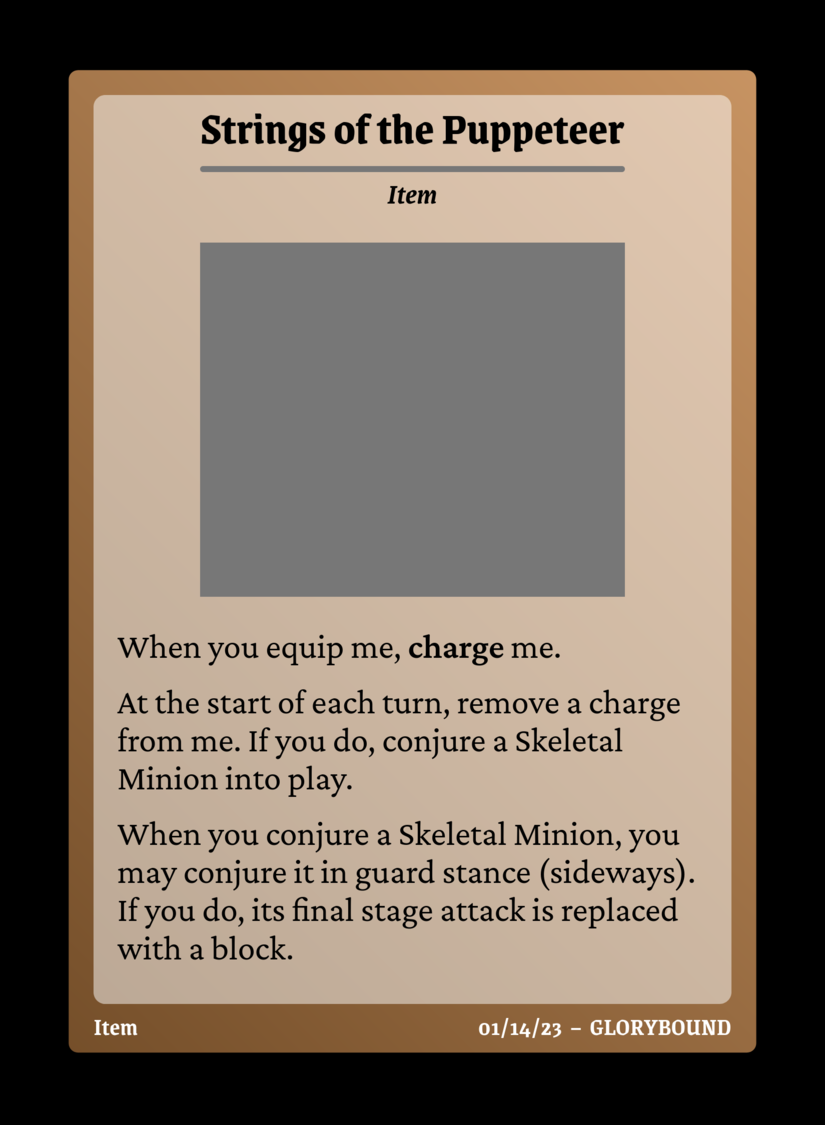 Strings of the Puppeteer
Item
When you equip me, charge me.
At the start of each turn, remove a charge
from me. If you do, conjure a Skeletal
Minion into play.
When you conjure a Skeletal Minion, you
may conjure it in guard stance (sideways).
If you do, its final stage attack is replaced
with a block.
Item
01/14/23 – GLORYBOUND